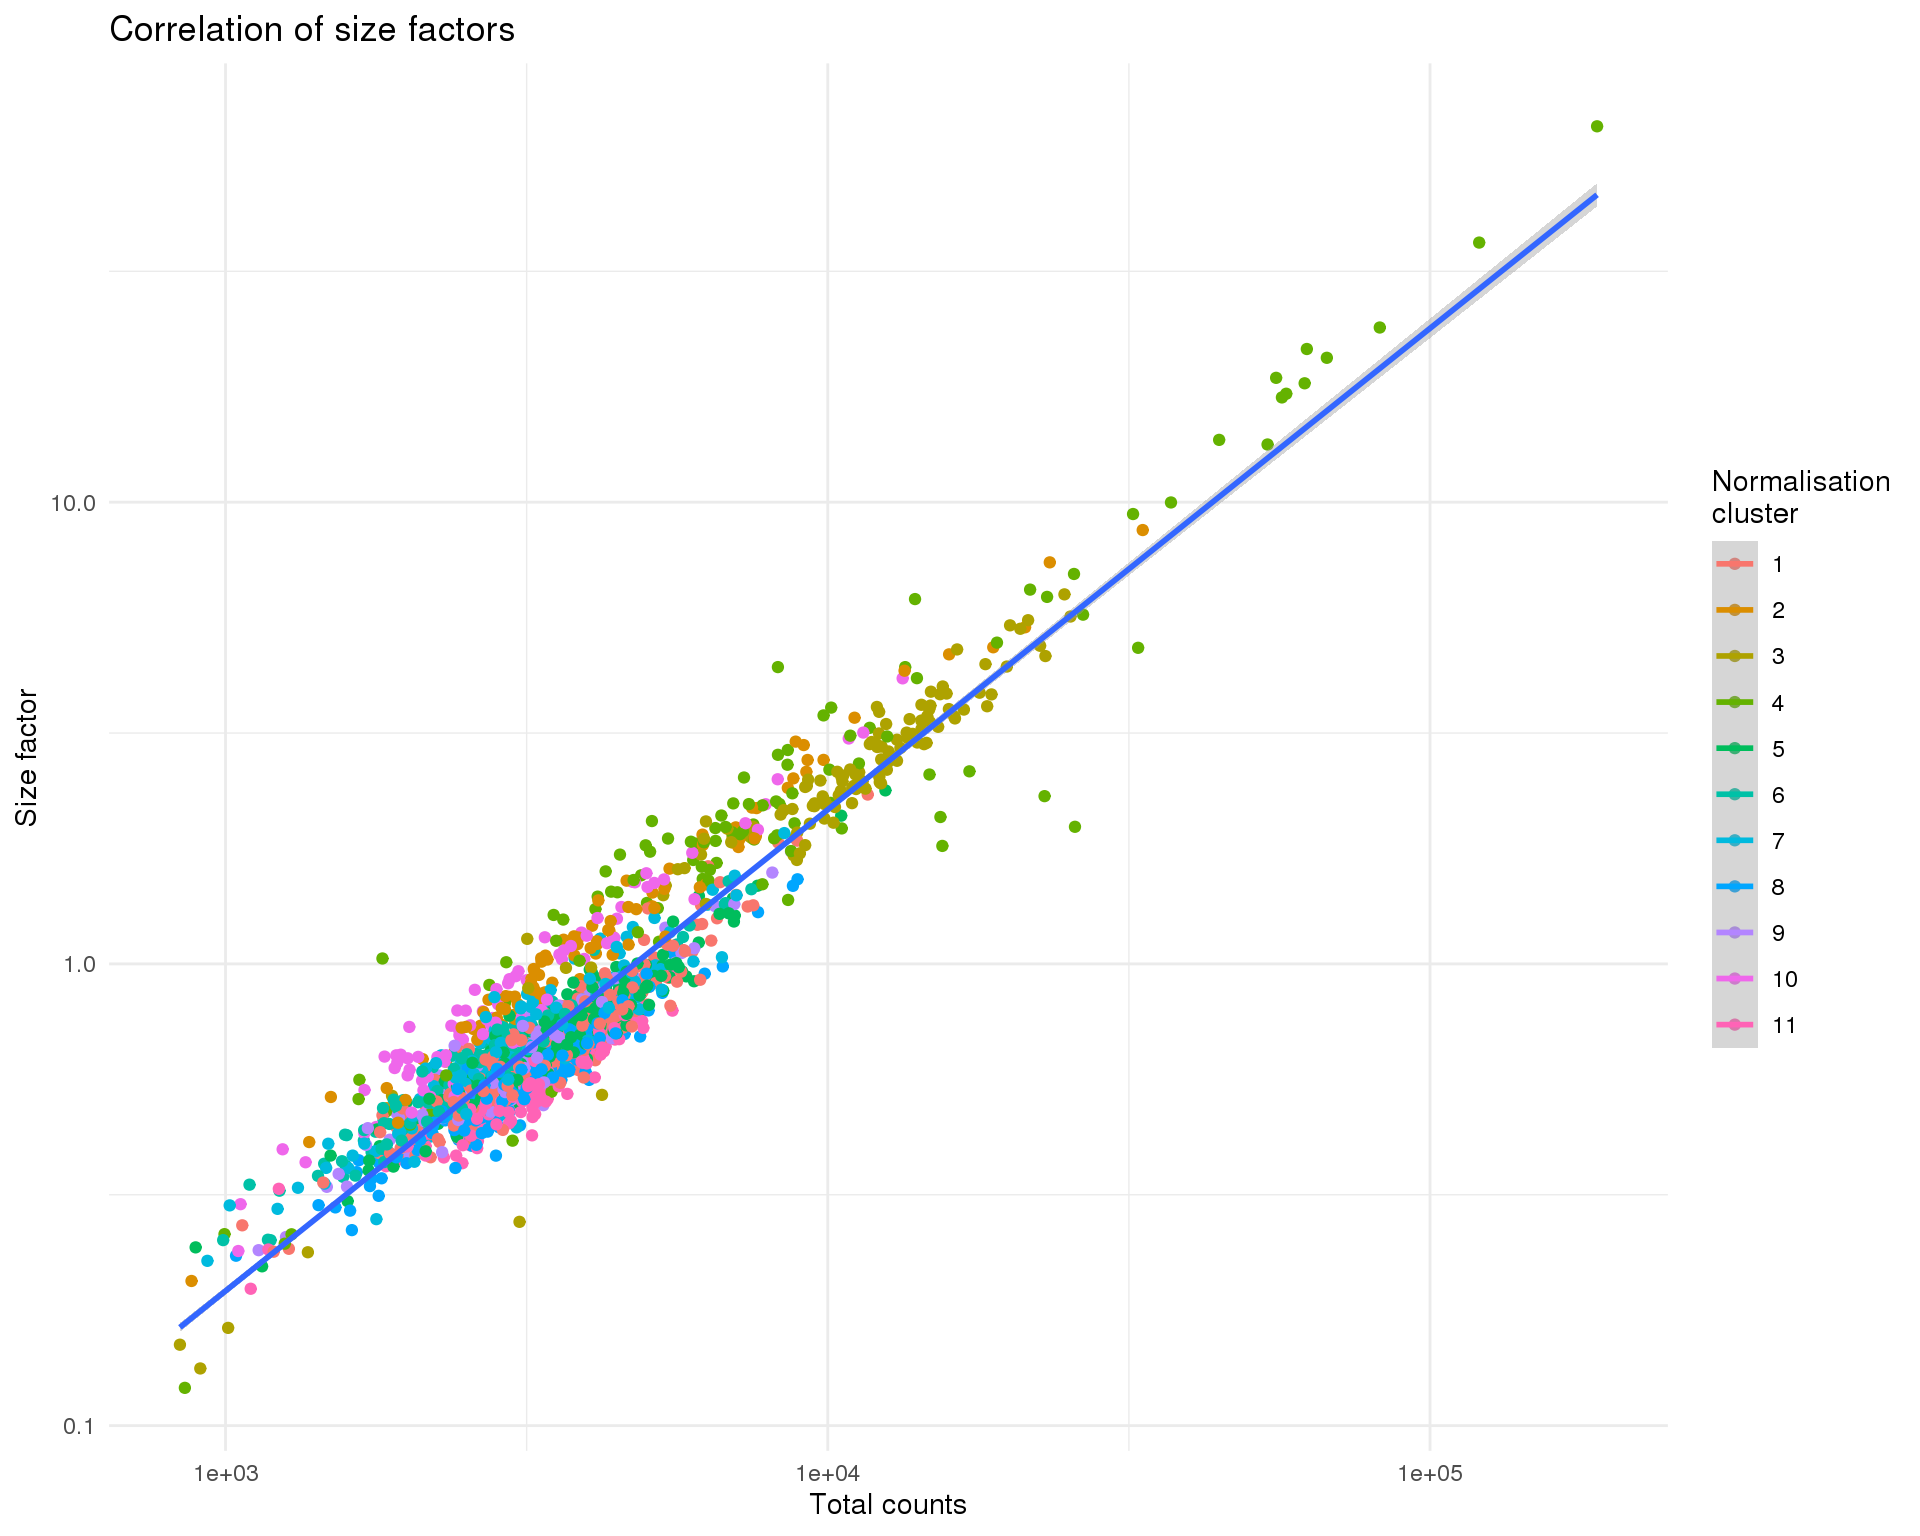 Correlation of size factors
Size factor
10.0
1.0
0.1
1e+03
1e+04
1e+05
Total counts
Normalisation
cluster
1
2
3
4
5
6
7
8
9
10
11